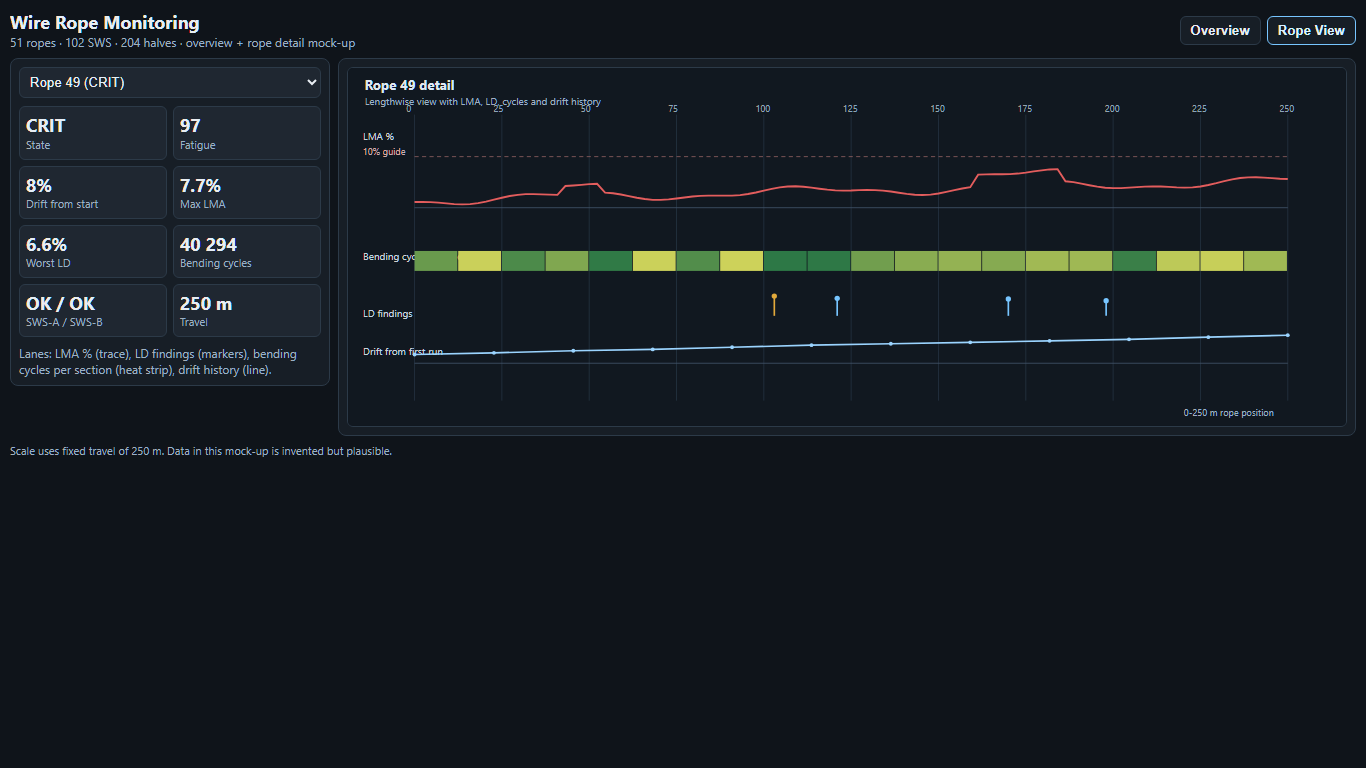 Wire Rope Monitoring
51 ropes · 102 SWS · 204 halves · overview + rope detail mock-up
Overview
Rope View
Rope 49 (CRIT)
CRIT
State
97
Fatigue
8%
Drift from start
7.7%
Max LMA
6.6%
Worst LD
40 294
Bending cycles
OK / OK
SWS-A / SWS-B
250 m
Travel
Lanes: LMA % (trace), LD findings (markers), bending
cycles per section (heat strip), drift history (line).
Rope 49 detail
Lengthwise view with LMA, LD, cycles and drift history
0 25 50 75 100 125 150 175 200 225 250
LMA %
10% guide
Bending cyc
LD findings
Drift from first run
0-250 m rope position
Scale uses fixed travel of 250 m. Data in this mock-up is invented but plausible.